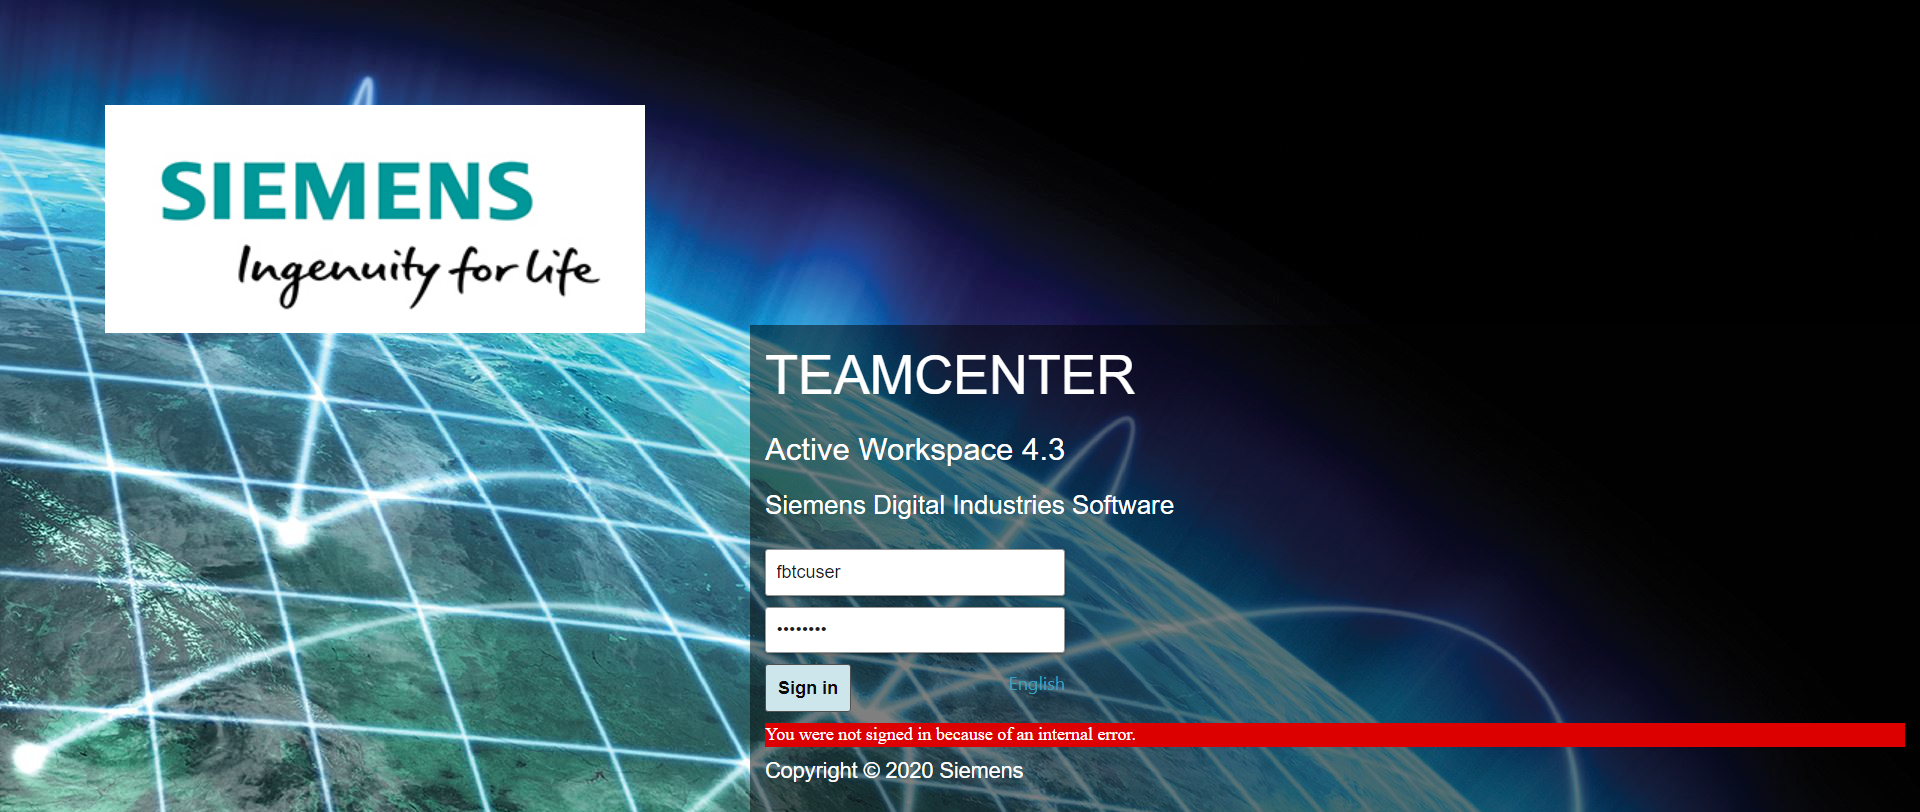 SIEMENS
Ingenuity for life
TEAMCENTER
Active Workspace 4.3
Siemens Digital Industries Software
fbtcuser
••••••••
Sign in
English
You were not signed in because of an internal error.
Copyright © 2020 Siemens